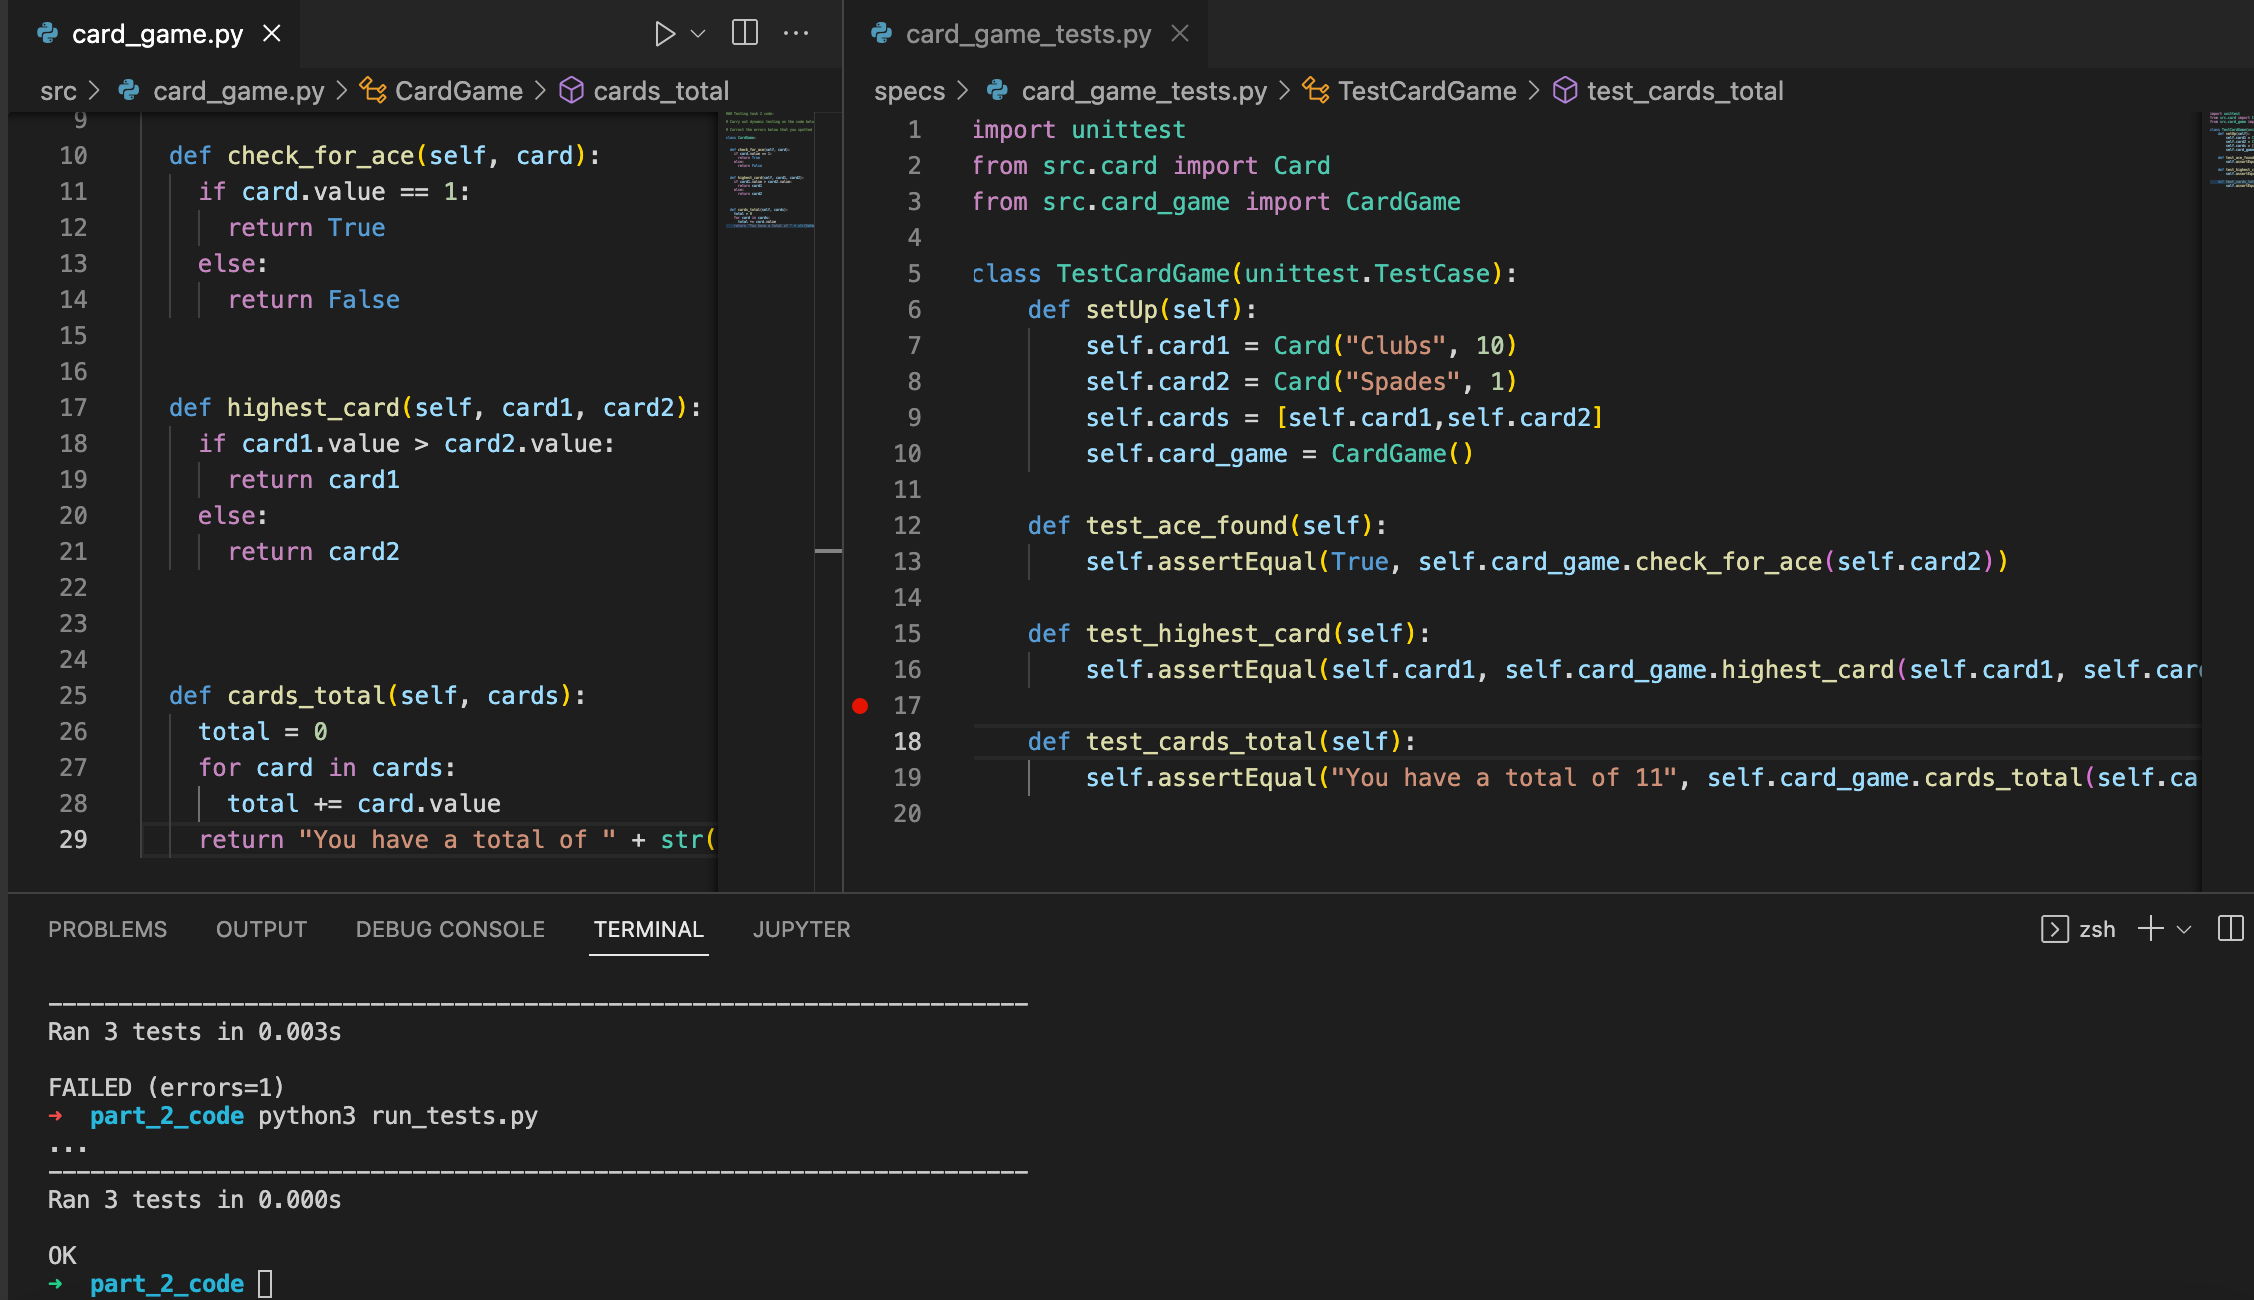 card_game.py
src > card_game.py > CardGame > cards_total
9
10 def check_for_ace(self, card):
11 if card.value == 1:
12 return True
13 else:
14 return False
15
16
17 def highest_card(self, card1, card2):
18 if card1.value > card2.value:
19 return card1
20 else:
21 return card2
22
23
24
25 def cards_total(self, cards):
26 total = 0
27 for card in cards:
28 total += card.value
29 return "You have a total of " + str(
card_game_tests.py
specs > card_game_tests.py > TestCardGame > test_cards_total
1 import unittest
2 from src.card import Card
3 from src.card_game import CardGame
4
5 class TestCardGame(unittest.TestCase):
6 def setUp(self):
7 self.card1 = Card("Clubs", 10)
8 self.card2 = Card("Spades", 1)
9 self.cards = [self.card1,self.card2]
10 self.card_game = CardGame()
11
12 def test_ace_found(self):
13 self.assertEqual(True, self.card_game.check_for_ace(self.card2))
14
15 def test_highest_card(self):
16 self.assertEqual(self.card1, self.card_game.highest_card(self.card1, self.car
17
18 def test_cards_total(self):
19 self.assertEqual("You have a total of 11", self.card_game.cards_total(self.ca
20
PROBLEMS OUTPUT DEBUG CONSOLE TERMINAL JUPYTER
zsh
----------------------------------------------------------------------
Ran 3 tests in 0.003s
FAILED (errors=1)
➜ part_2_code python3 run_tests.py
...
----------------------------------------------------------------------
Ran 3 tests in 0.000s
OK
➜ part_2_code